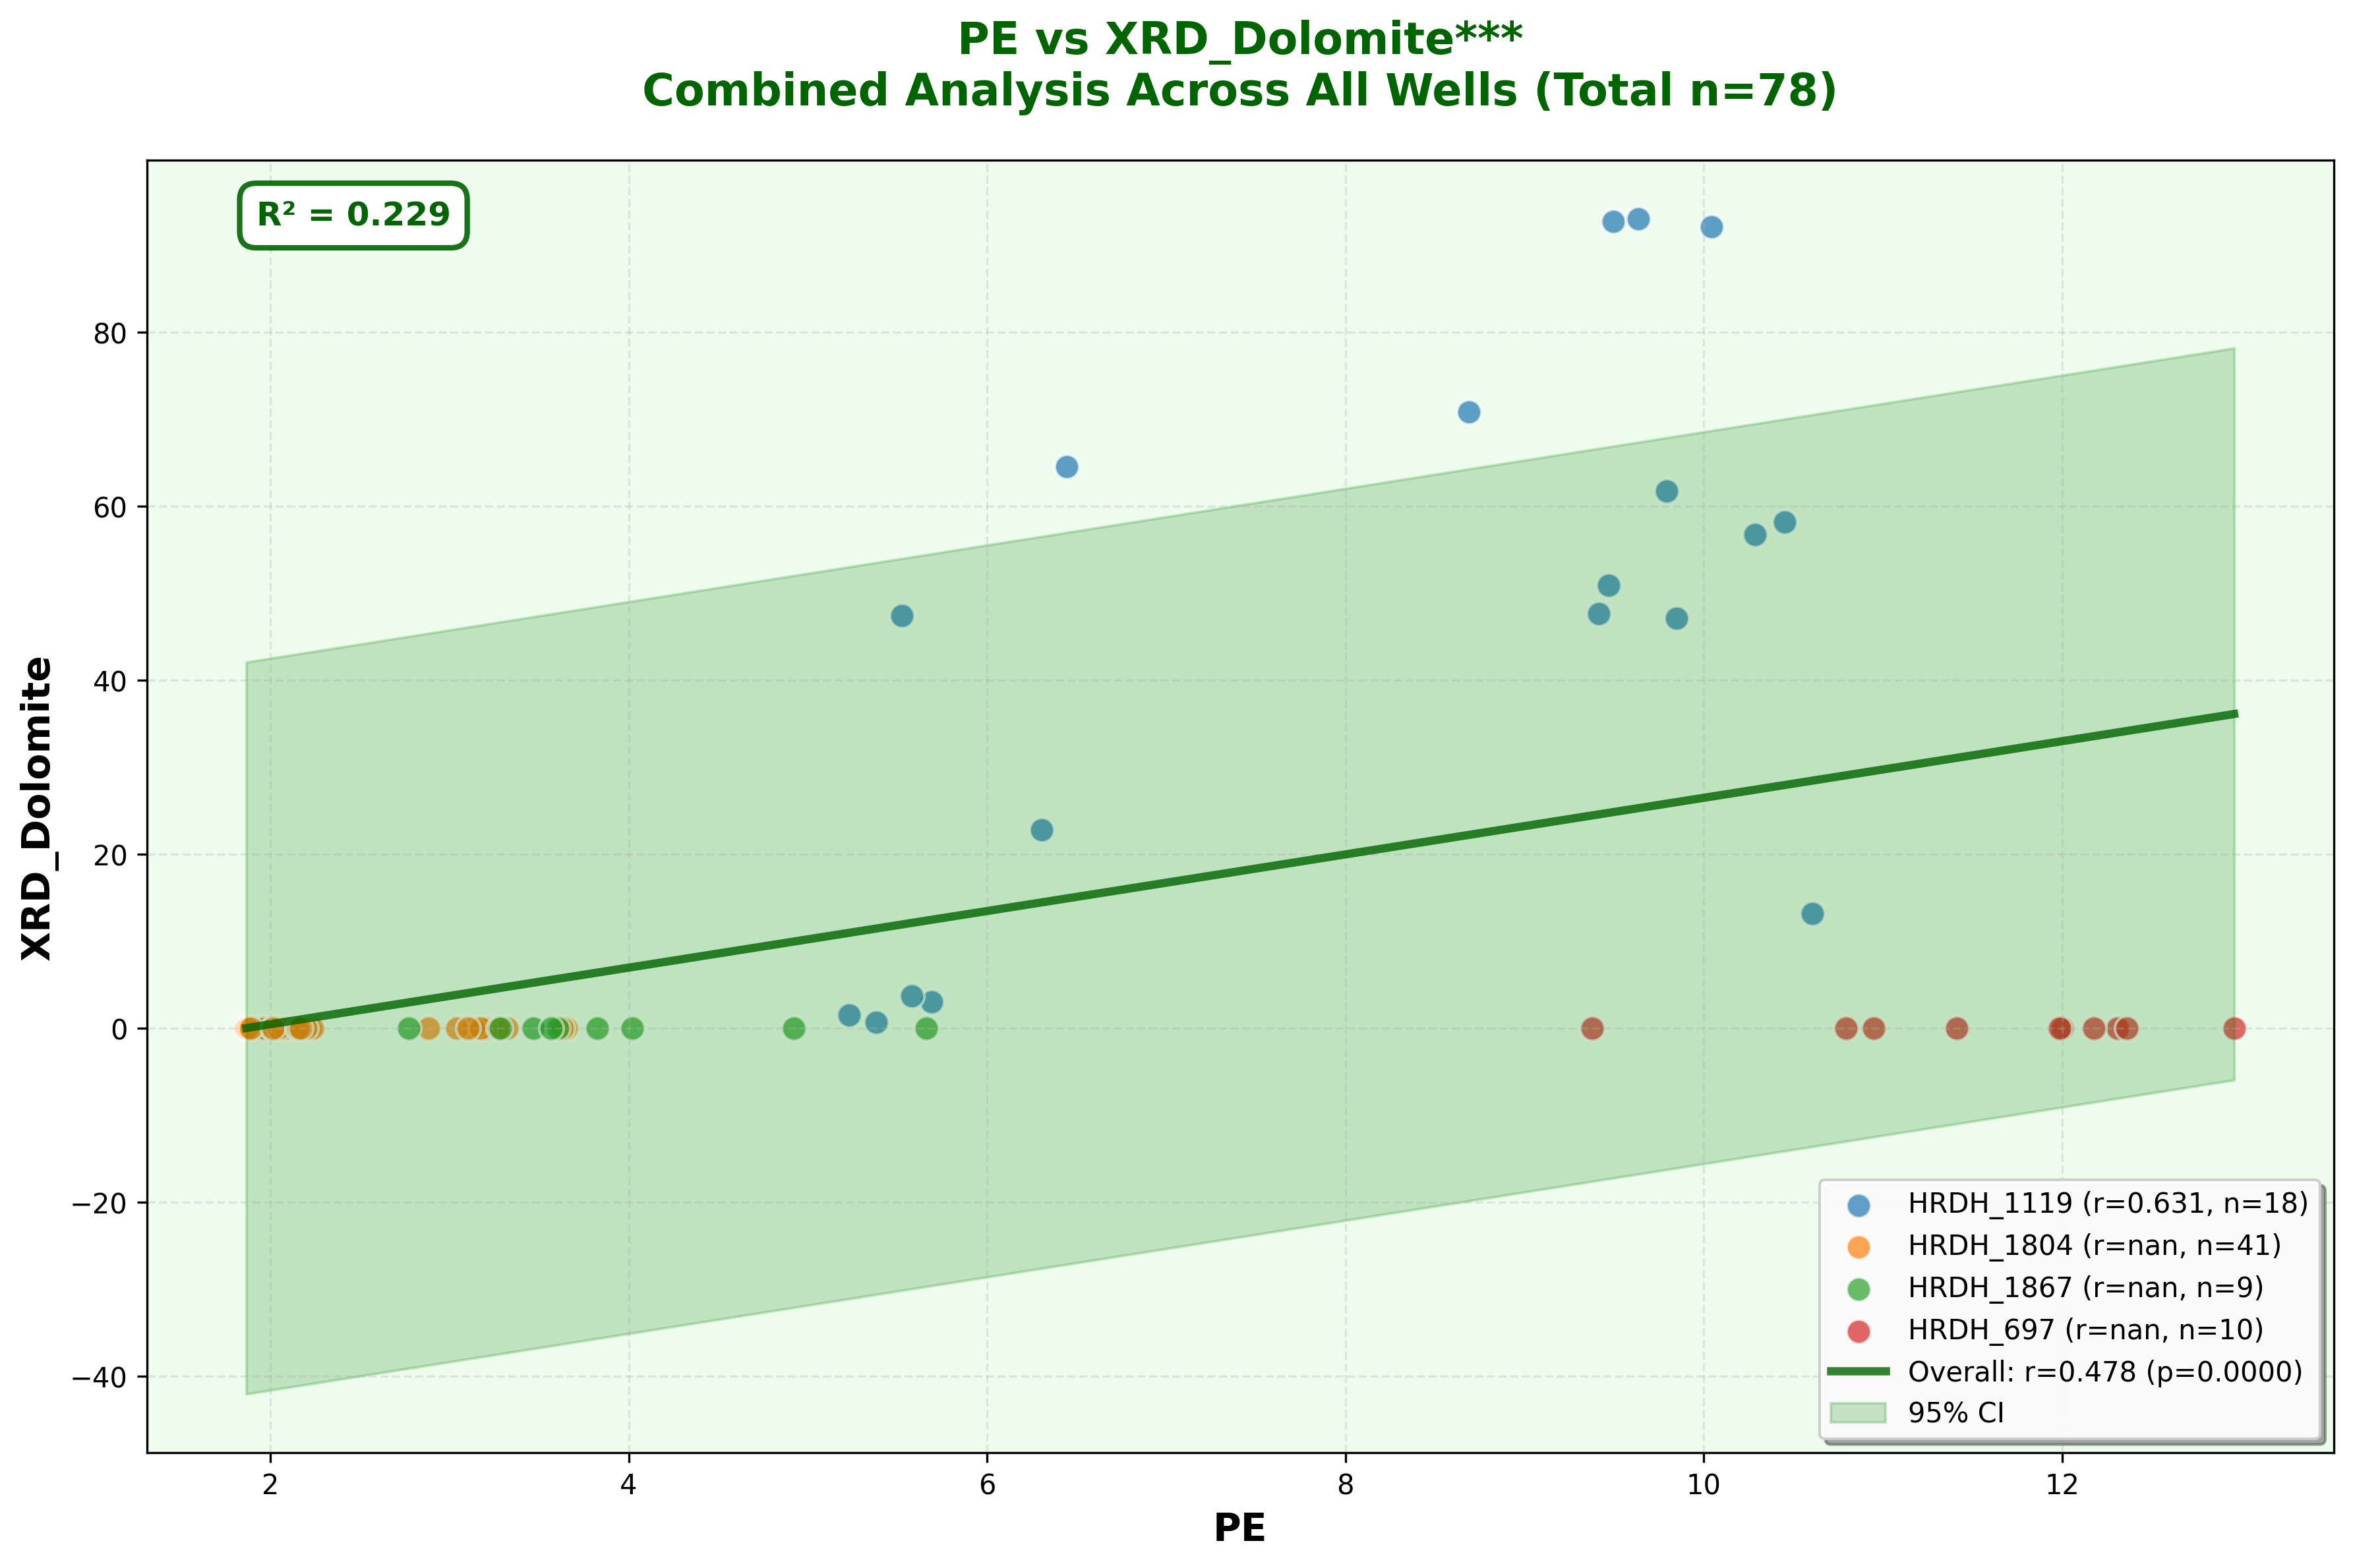 PE vs XRD_Dolomite***
Combined Analysis Across All Wells (Total n=78)
R² = 0.229
XRD_Dolomite
80
60
40
20
0
−20
−40
2
4
6
8
10
12
PE
HRDH_1119 (r=0.631, n=18)
HRDH_1804 (r=nan, n=41)
HRDH_1867 (r=nan, n=9)
HRDH_697 (r=nan, n=10)
Overall: r=0.478 (p=0.0000)
95% CI